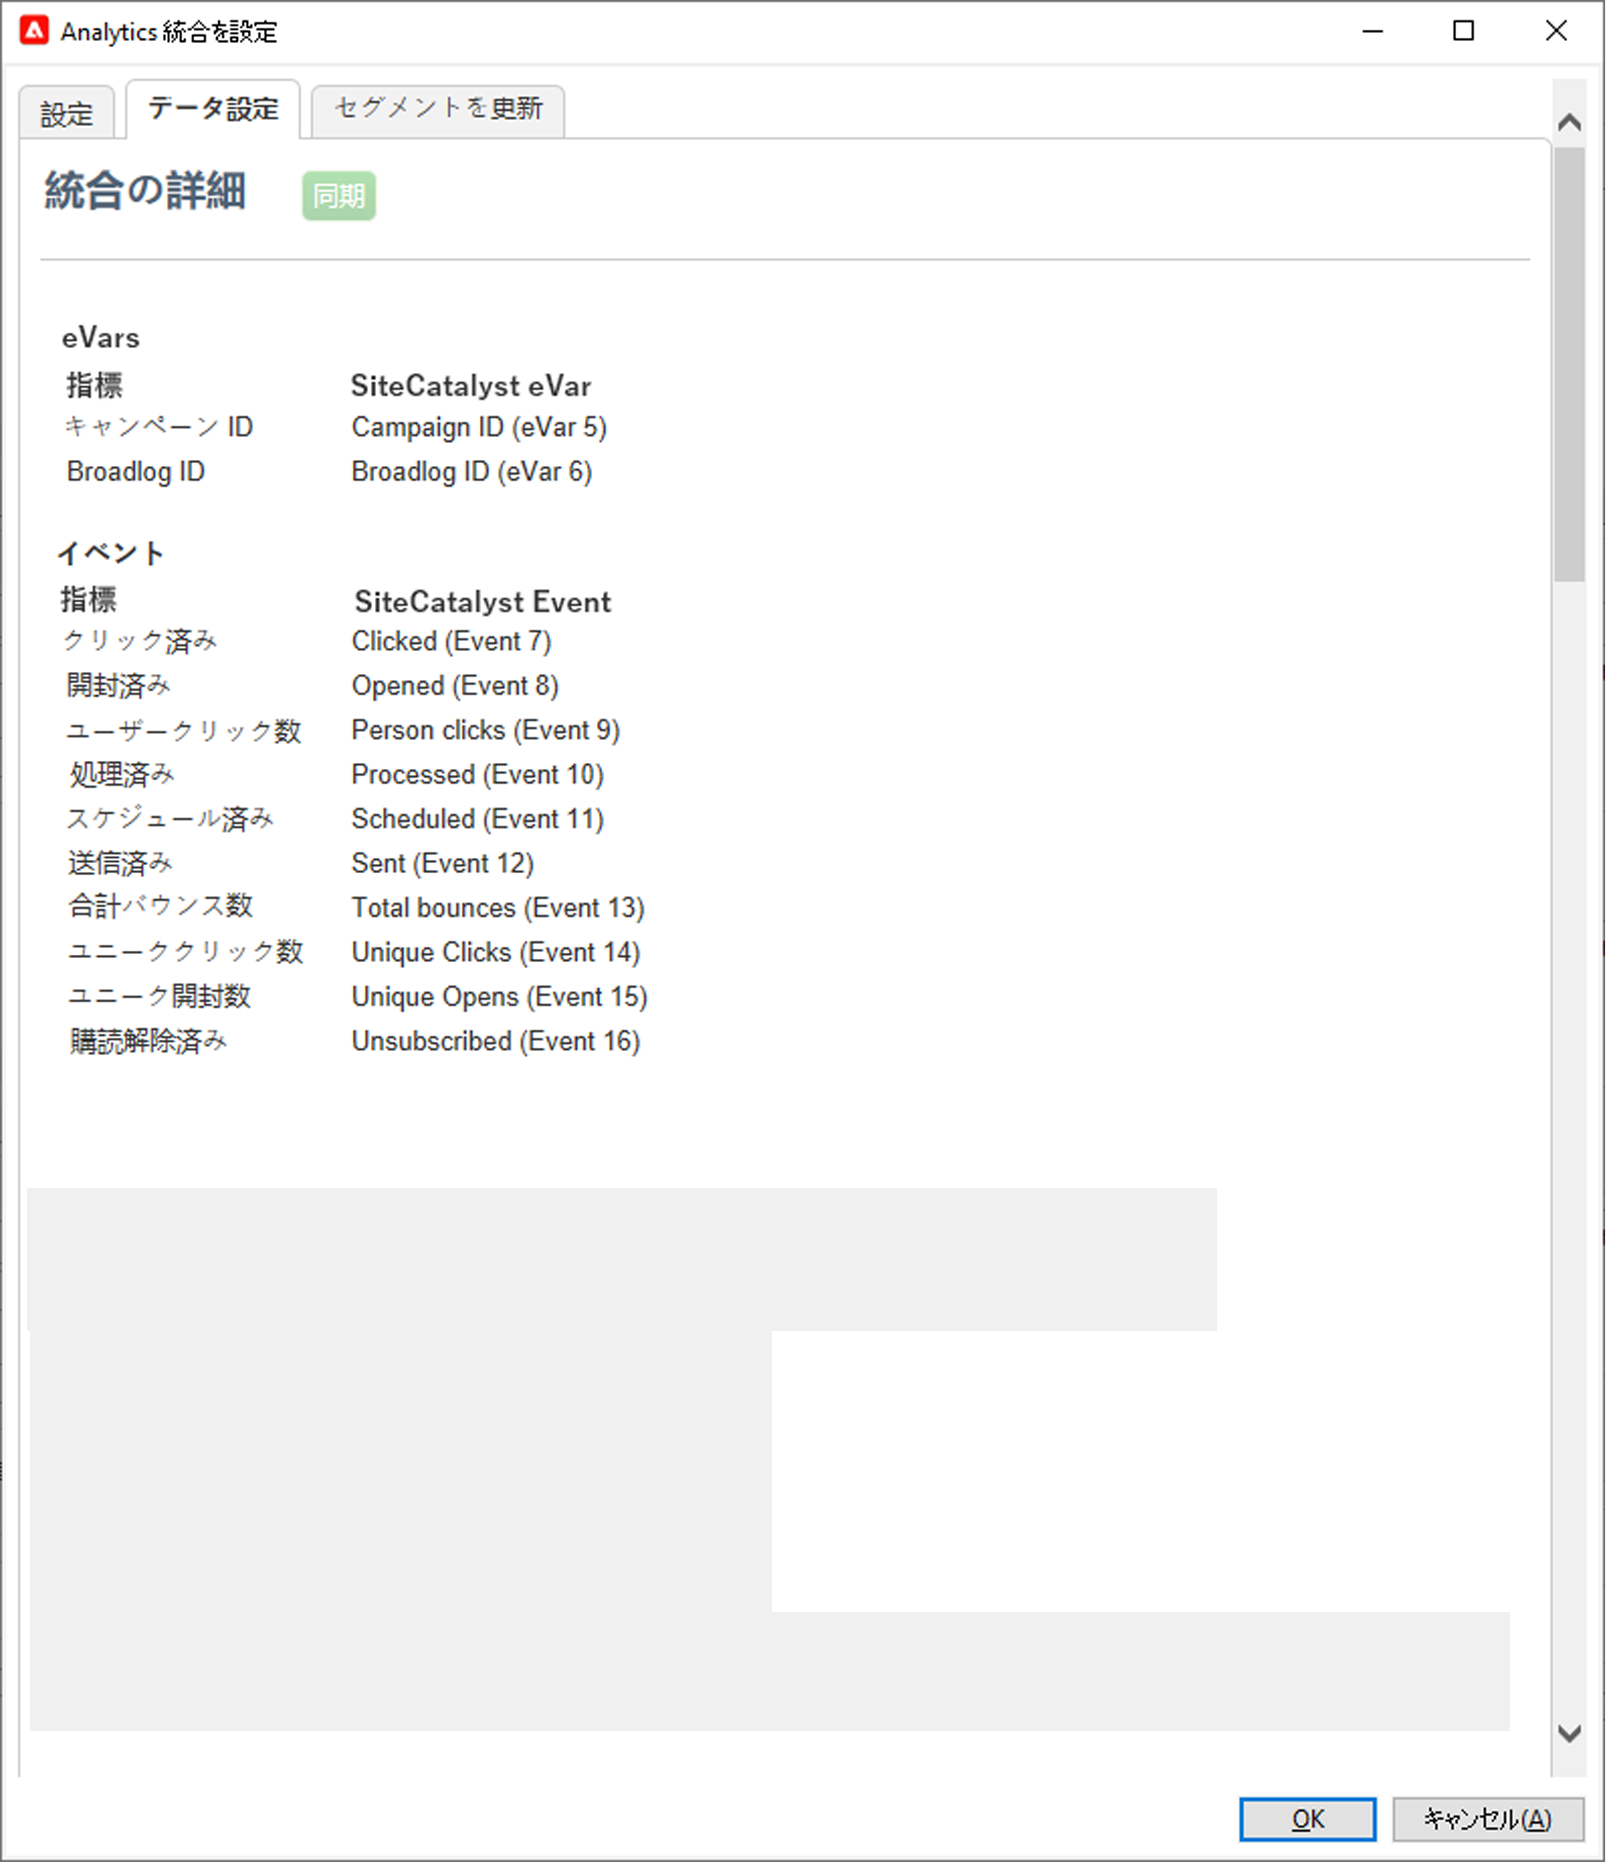 Analytics 統合を設定
設定 データ設定 セグメントを更新
統合の詳細 同期
eVars
指標 SiteCatalyst eVar
キャンペーン ID Campaign ID (eVar 5)
Broadlog ID Broadlog ID (eVar 6)
イベント
指標 SiteCatalyst Event
クリック済み Clicked (Event 7)
開封済み Opened (Event 8)
ユーザークリック数 Person clicks (Event 9)
処理済み Processed (Event 10)
スケジュール済み Scheduled (Event 11)
送信済み Sent (Event 12)
合計バウンス数 Total bounces (Event 13)
ユニーククリック数 Unique Clicks (Event 14)
ユニーク開封数 Unique Opens (Event 15)
購読解除済み Unsubscribed (Event 16)
OK キャンセル(A)